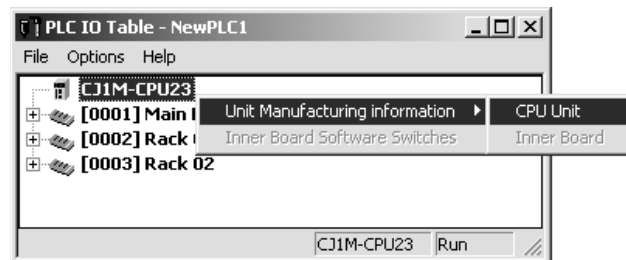 PLC IO Table - NewPLC1
File Options Help
CJ1M-CPU23
[0001] Main
Unit Manufacturing information
CPU Unit
[0002] Rack
Inner Board Software Switches
Inner Board
[0003] Rack 02
CJ1M-CPU23 Run